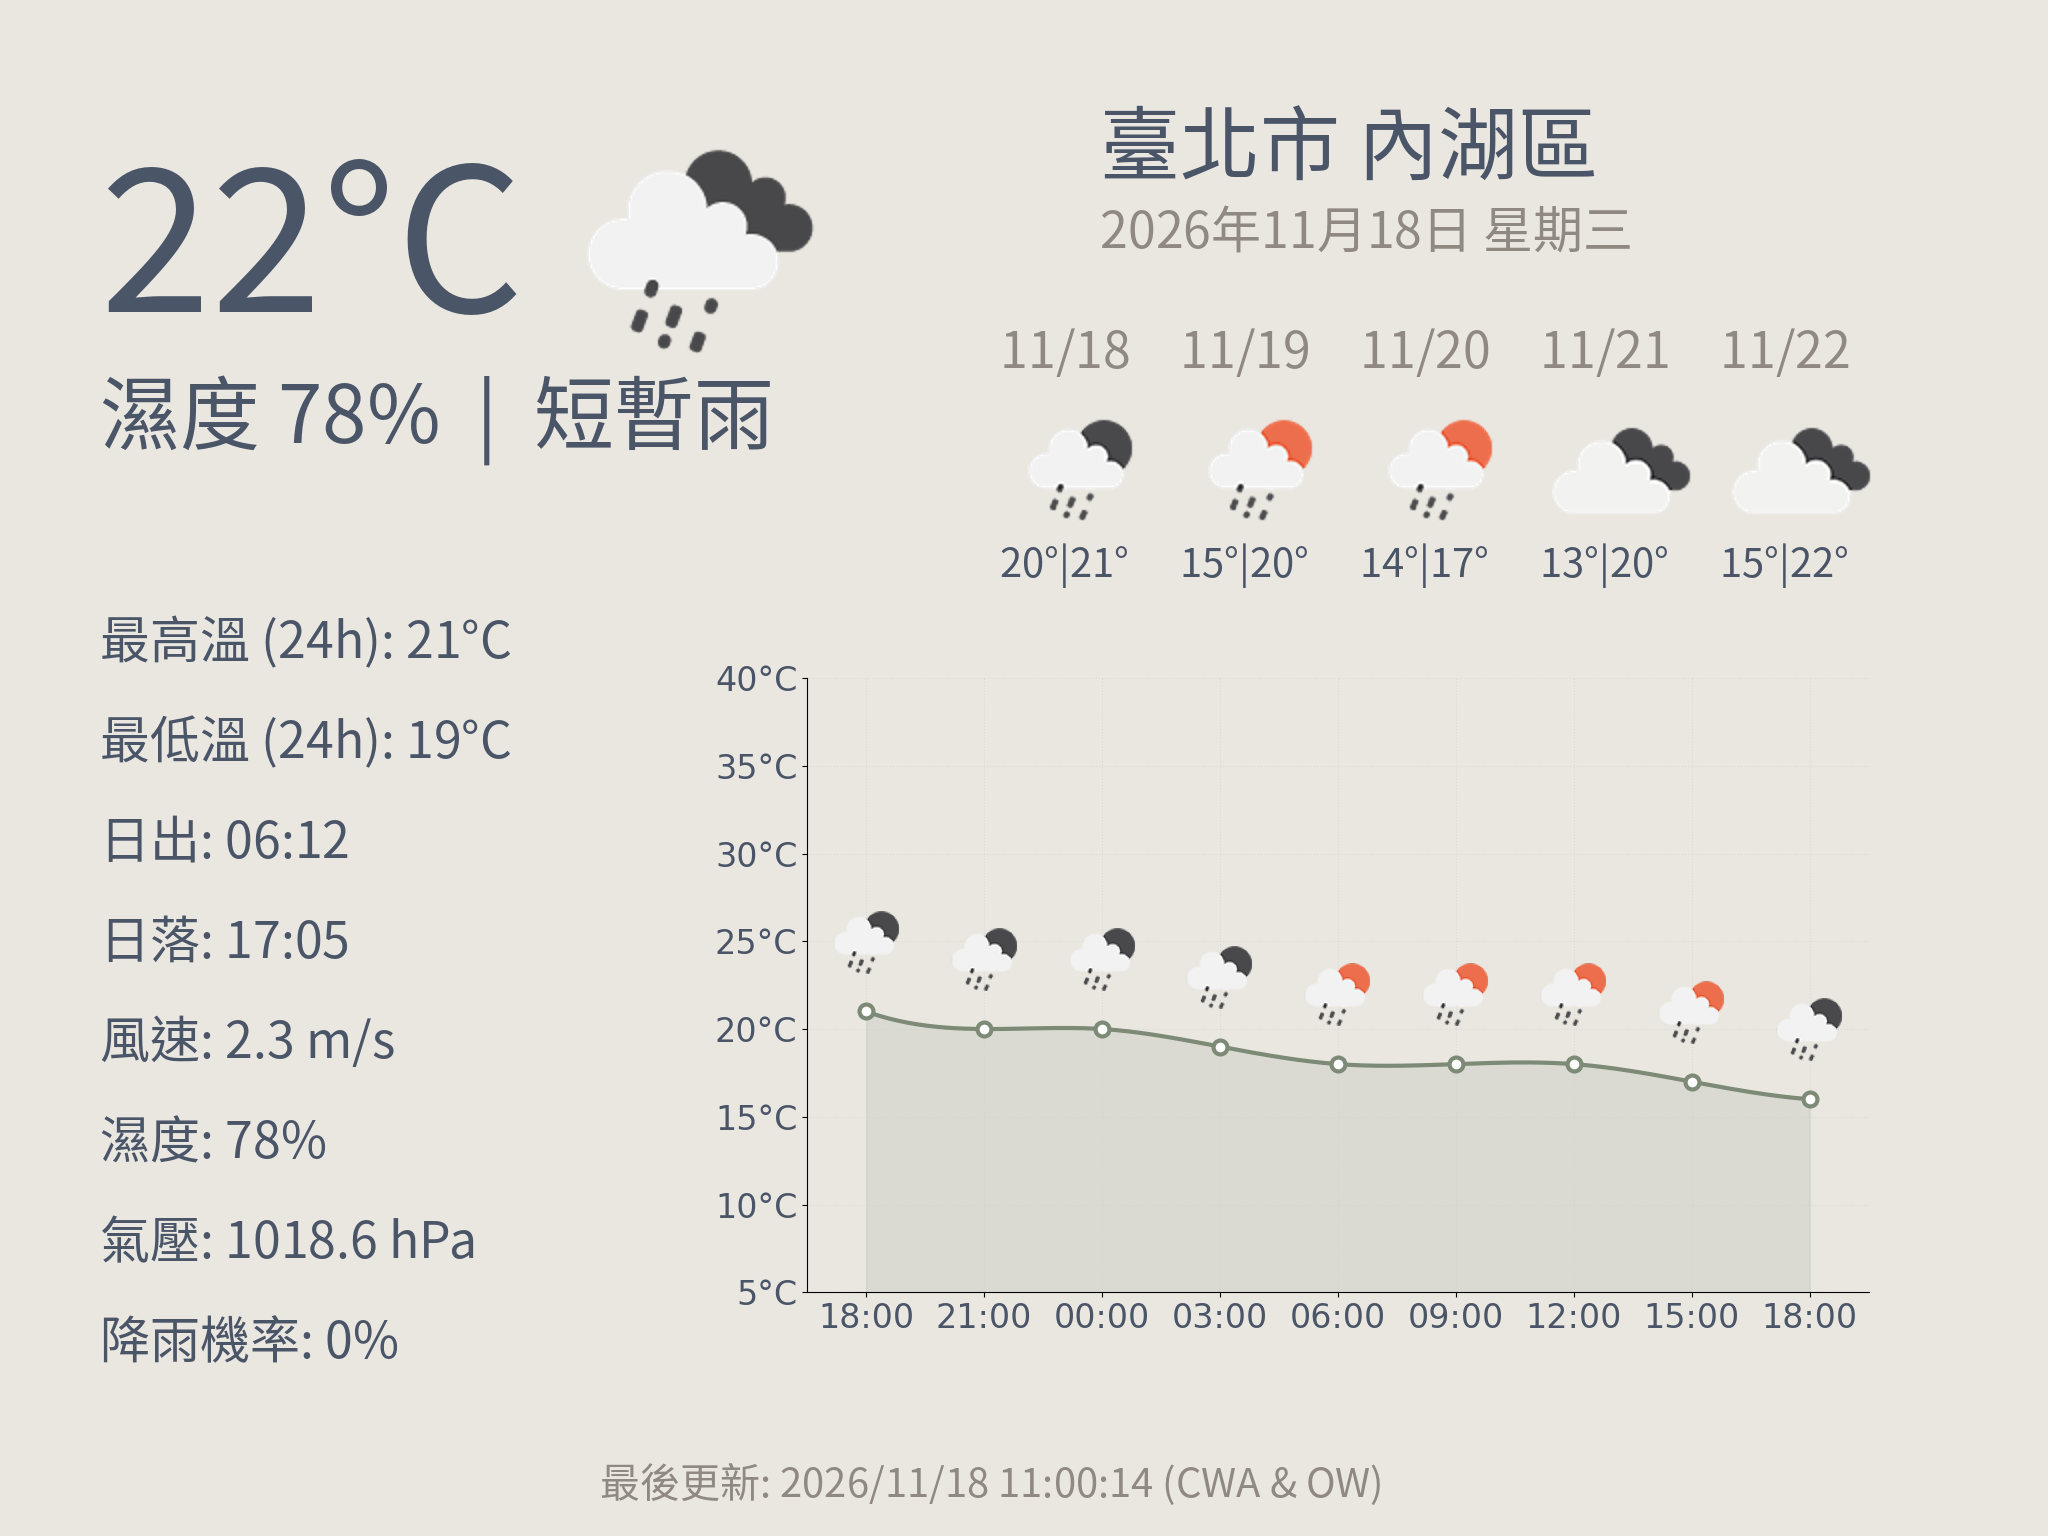 22°C
濕度 78% | 短暫雨
臺北市 內湖區
2026年11月18日 星期三
11/18 11/19 11/20 11/21 11/22
20°|21° 15°|20° 14°|17° 13°|20° 15°|22°
最高溫 (24h): 21°C
最低溫 (24h): 19°C
日出: 06:12
日落: 17:05
風速: 2.3 m/s
濕度: 78%
氣壓: 1018.6 hPa
降雨機率: 0%
40°C
35°C
30°C
25°C
20°C
15°C
10°C
5°C
18:00 21:00 00:00 03:00 06:00 09:00 12:00 15:00 18:00
最後更新: 2026/11/18 11:00:14 (CWA & OW)